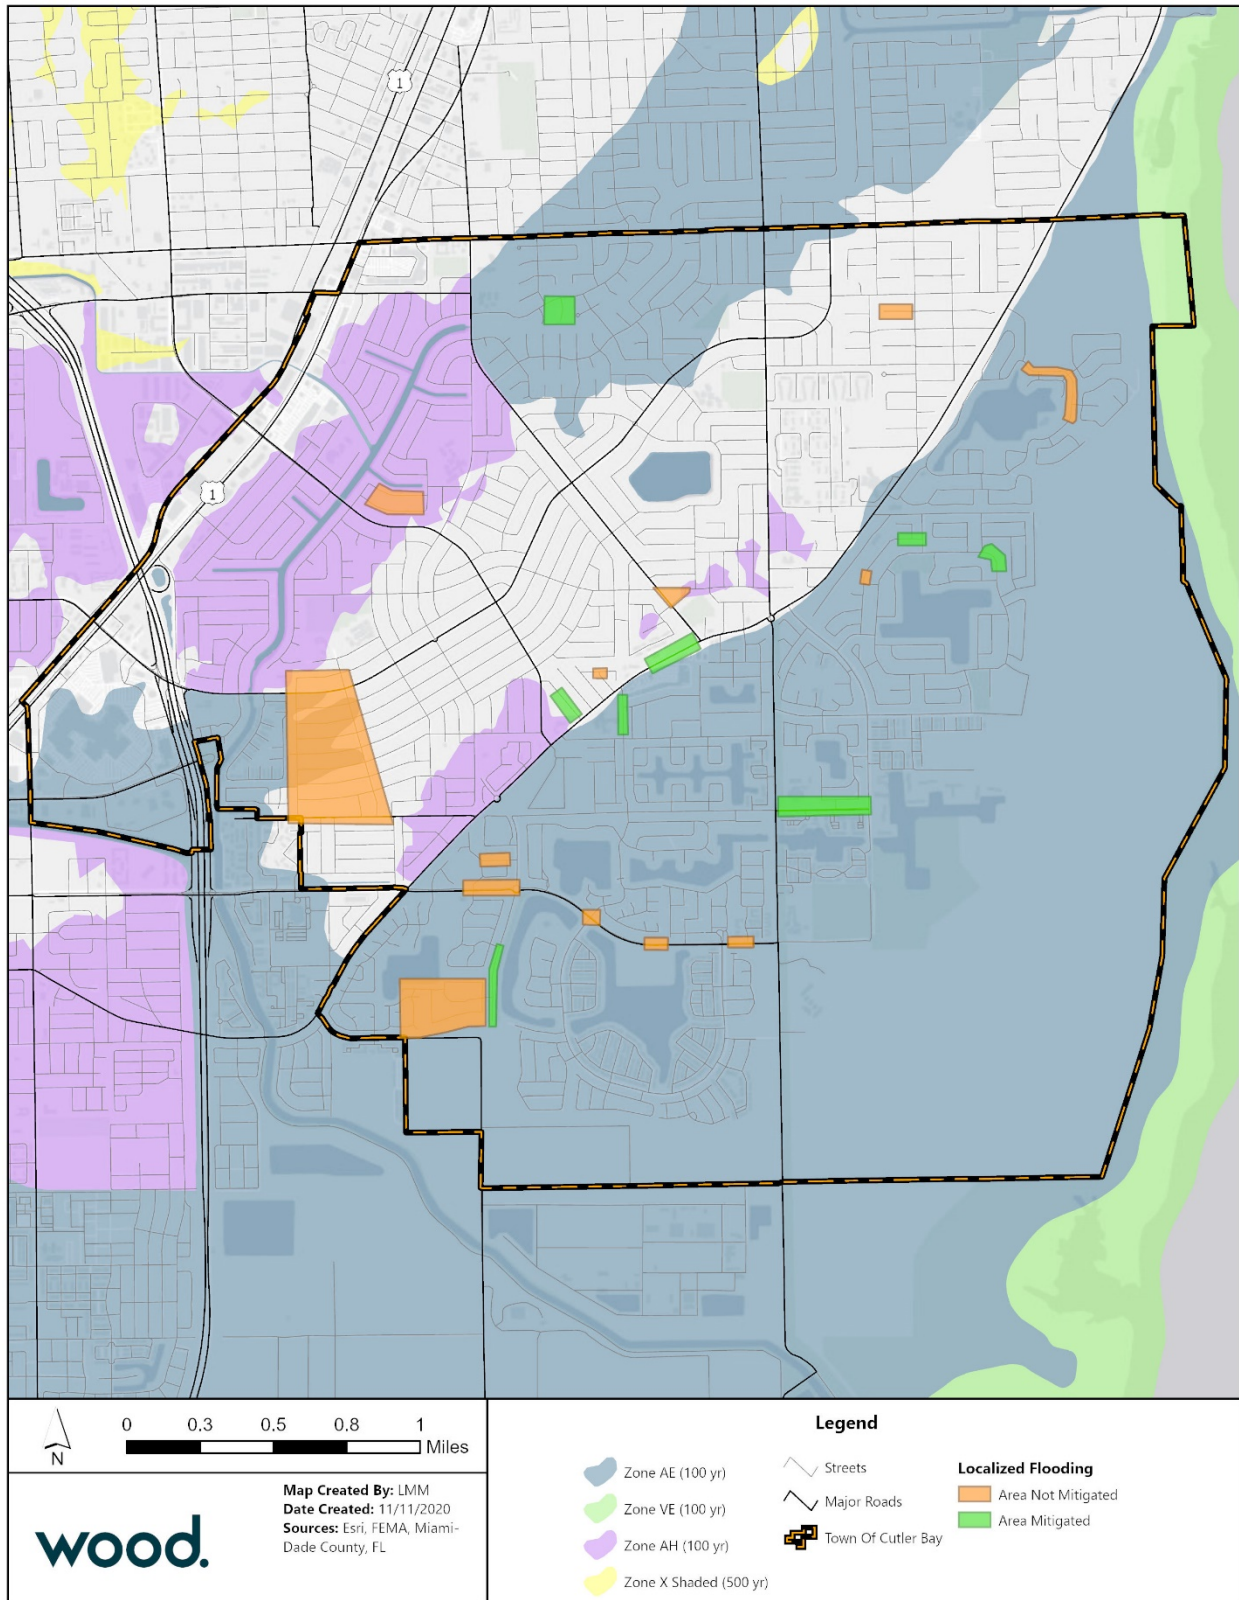 1
1
0 0.3 0.5 0.8 1
Miles
N
Map Created By: LMM
Date Created: 11/11/2020
Sources: Esri, FEMA, Miami-
Dade County, FL
wood.
Legend
Zone AE (100 yr)
Zone VE (100 yr)
Zone AH (100 yr)
Zone X Shaded (500 yr)
Streets
Major Roads
Town Of Cutler Bay
Localized Flooding
Area Not Mitigated
Area Mitigated